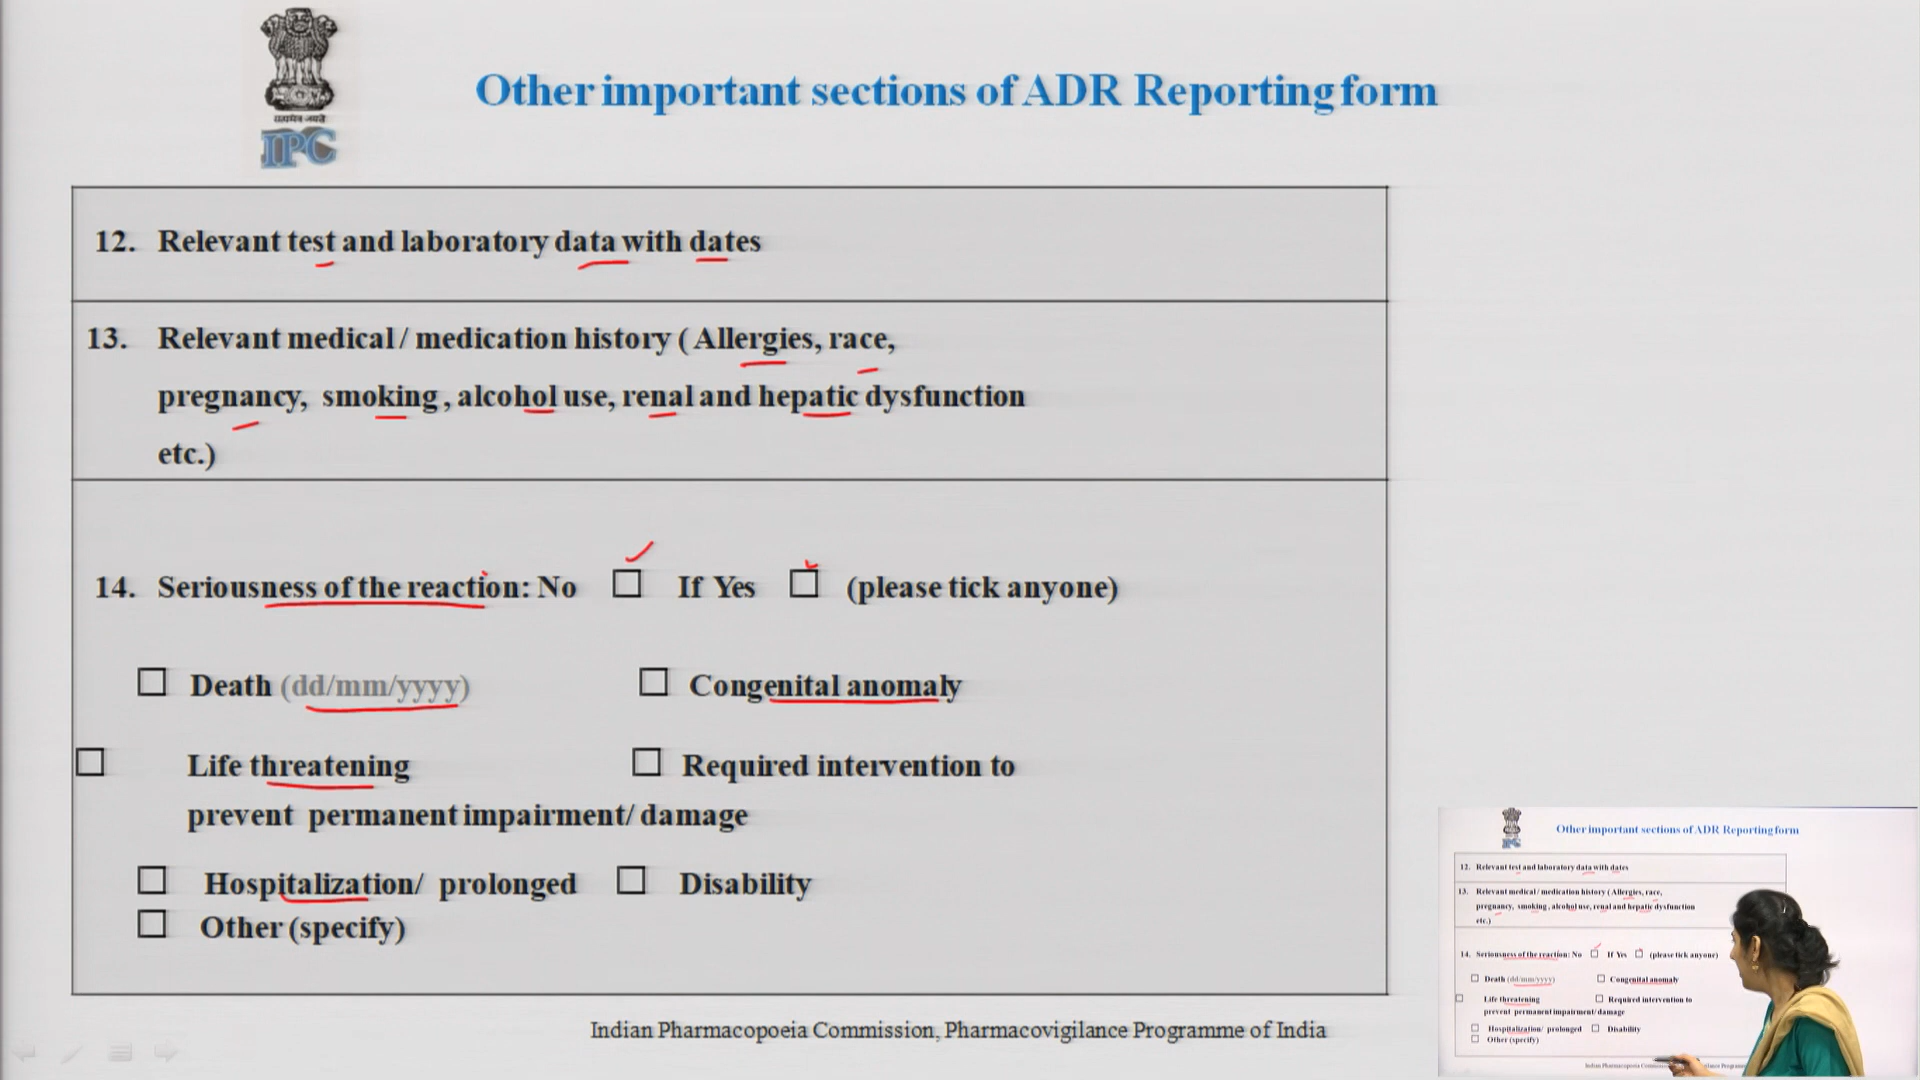 सत्यमेव जयते
IPC
Other important sections of ADR Reporting form
12. Relevant test and laboratory data with dates
13. Relevant medical / medication history ( Allergies, race,
pregnancy, smoking , alcohol use, renal and hepatic dysfunction
etc.)
14. Seriousness of the reaction: No ☐ If Yes ☐ (please tick anyone)
☐ Death (dd/mm/yyyy) ☐ Congenital anomaly
☐ Life threatening ☐ Required intervention to
prevent permanent impairment/ damage
☐ Hospitalization/ prolonged ☐ Disability
☐ Other (specify)
Indian Pharmacopoeia Commission, Pharmacovigilance Programme of India
IPC
Other important sections of ADR Reporting form
12. Relevant test and laboratory data with dates
13. Relevant medical / medication history ( Allergies, race,
pregnancy, smoking , alcohol use, renal and hepatic dysfunction
etc.)
14. Seriousness of the reaction: No ☐ If Yes ☐ (please tick anyone)
☐ Death (dd/mm/yyyy) ☐ Congenital anomaly
☐ Life threatening ☐ Required intervention to
prevent permanent impairment/ damage
☐ Hospitalization/ prolonged ☐ Disability
☐ Other (specify)
Indian Pharmacopoeia